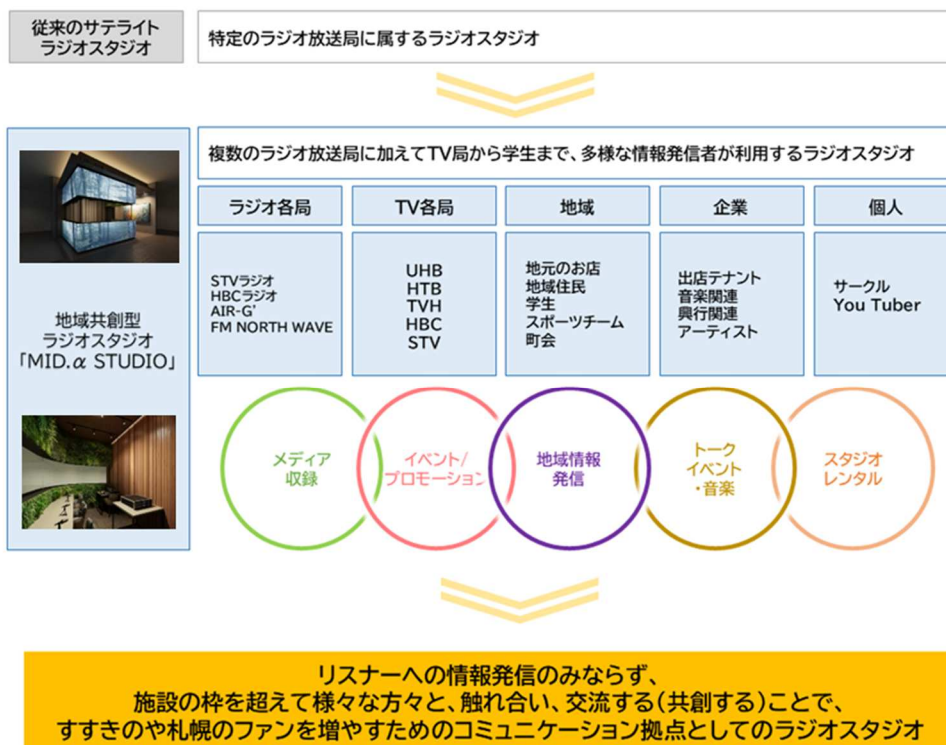 従来のサテライト
ラジオスタジオ
特定のラジオ放送局に属するラジオスタジオ
複数のラジオ放送局に加えてTV局から学生まで、多様な情報発信者が利用するラジオスタジオ
地域共創型
ラジオスタジオ
「MID.α STUDIO」
ラジオ各局
STVラジオ
HBCラジオ
AIR-G'
FM NORTH WAVE
TV各局
UHB
HTB
TVH
HBC
STV
地域
地元のお店
地域住民
学生
スポーツチーム
町会
企業
出店テナント
音楽関連
興行関連
アーティスト
個人
サークル
You Tuber
メディア
収録
イベント/
プロモーション
地域情報
発信
トーク
イベント
・音楽
スタジオ
レンタル
リスナーへの情報発信のみならず、
施設の枠を超えて様々な方々と、触れ合い、交流する(共創する)ことで、
すすきのや札幌のファンを増やすためのコミュニケーション拠点としてのラジオスタジオ